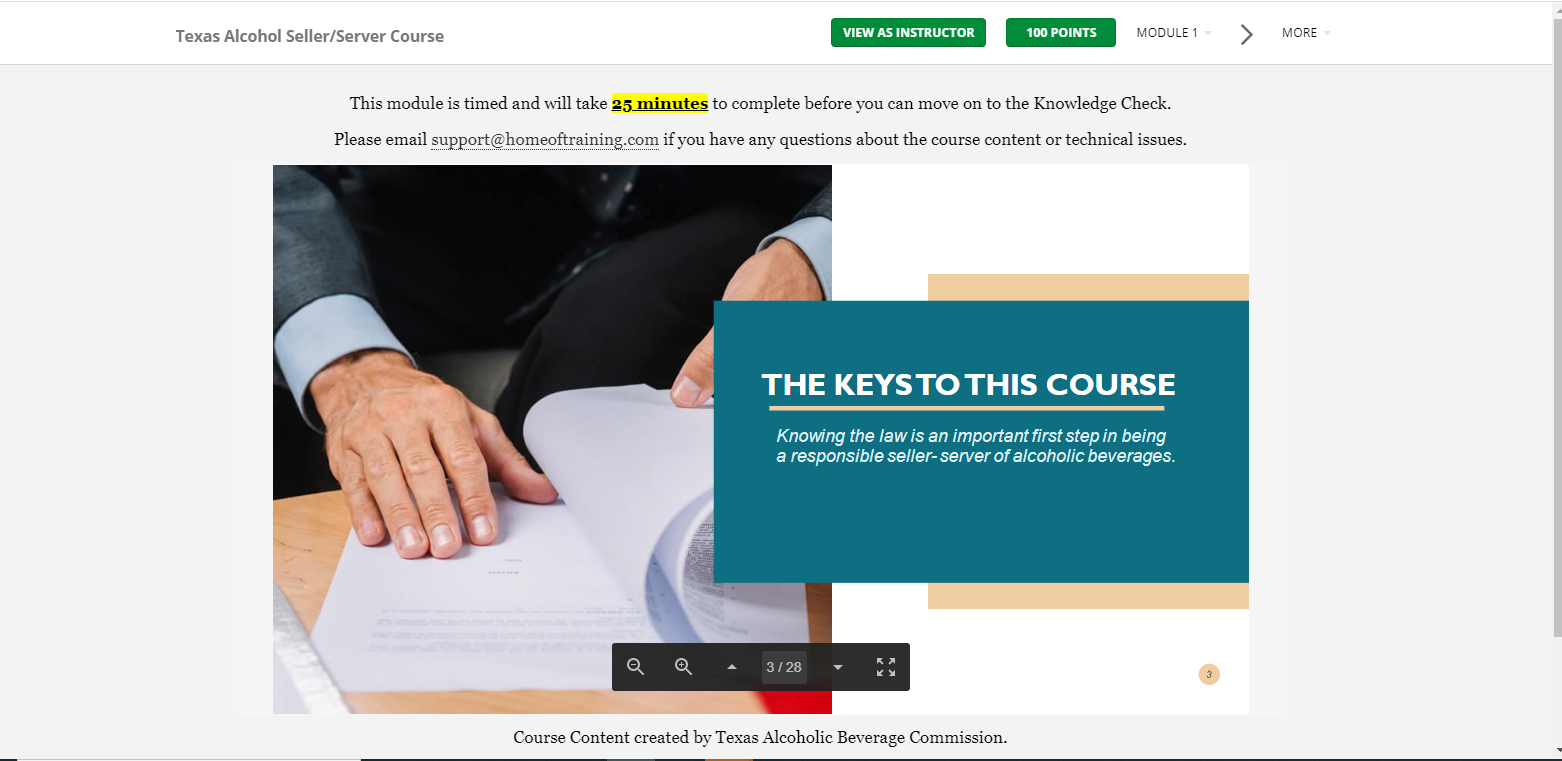 Texas Alcohol Seller/Server Course
VIEW AS INSTRUCTOR
100 POINTS
MODULE 1
MORE
This module is timed and will take 25 minutes to complete before you can move on to the Knowledge Check.
Please email support@homeoftraining.com if you have any questions about the course content or technical issues.
THE KEYS TO THIS COURSE
Knowing the law is an important first step in being
a responsible seller-server of alcoholic beverages.
3 / 28
3
Course Content created by Texas Alcoholic Beverage Commission.